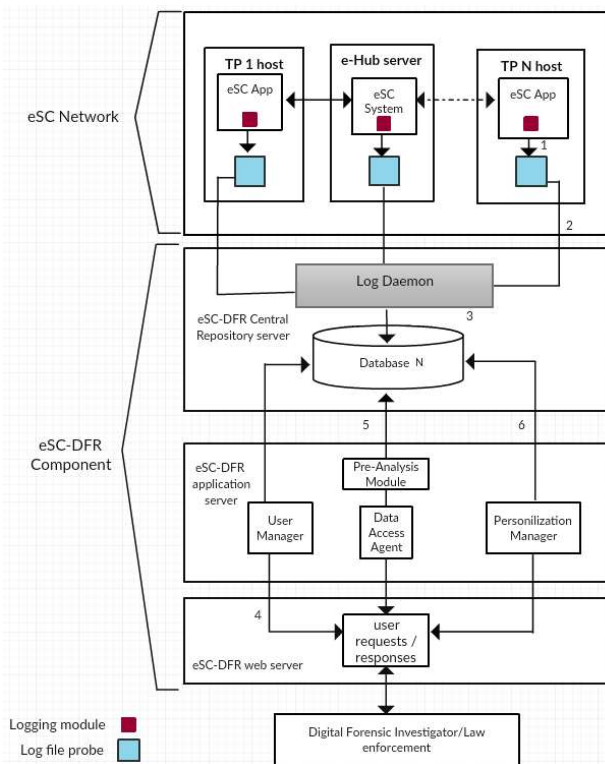 TP 1 host
e-Hub server
TP N host
eSC App
eSC
System
eSC App
eSC Network
1
2
Log Daemon
3
eSC-DFR Central
Repository server
Database N
5
6
eSC-DFR
Component
eSC-DFR
application
server
Pre-Analysis
Module
User
Manager
Data
Access
Agent
Personilization
Manager
4
user
requests /
responses
eSC-DFR web server
Logging module
Log file probe
Digital Forensic Investigator/Law
enforcement